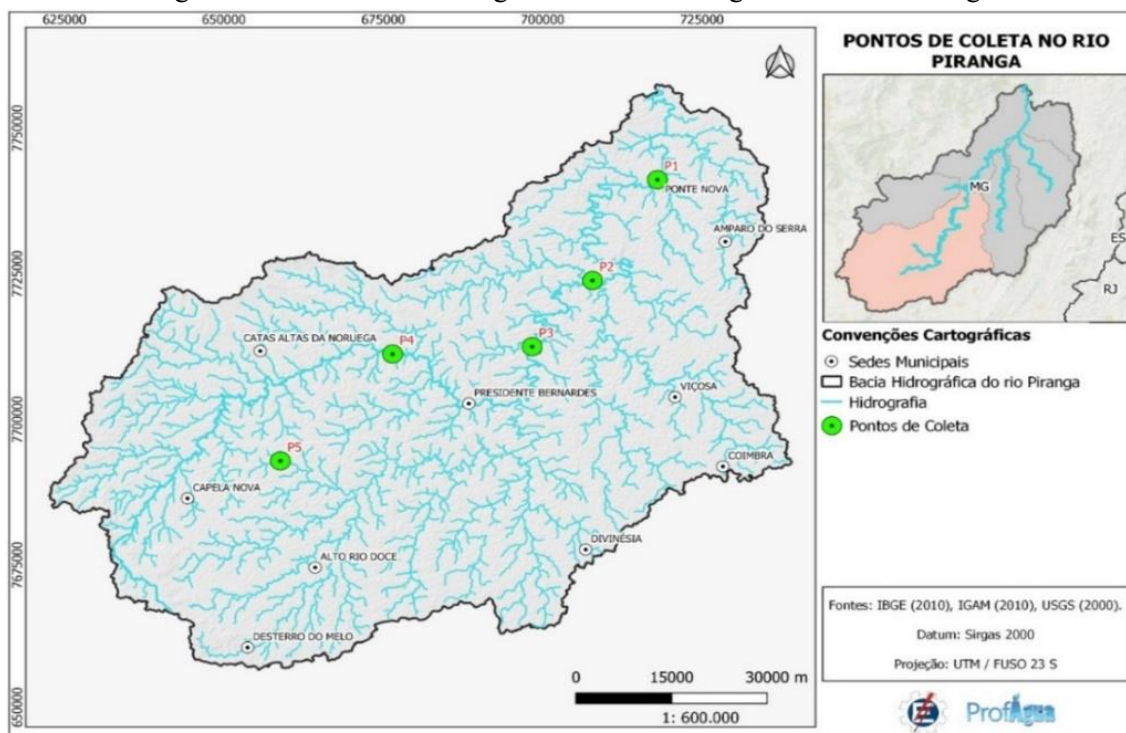 625000 650000 675000 700000 725000
7750000
7725000
7700000
7675000
7650000
P1
PONTE NOVA
AMPARO DO SERRA
P2
P3
CATAS ALTAS DA NORUEGA
P4
PRESIDENTE BERNARDES
VIÇOSA
P5
COIMBRA
CAPELA NOVA
DIVINÉSIA
ALTO RIO DOCE
DESTERRO DO MELO
0 15000 30000 m
1: 600.000
PONTOS DE COLETA NO RIO
PIRANGA
MG
ES
RJ
Convenções Cartográficas
Sedes Municipais
Bacia Hidrográfica do rio Piranga
Hidrografia
Pontos de Coleta
Fontes: IBGE (2010), IGAM (2010), USGS (2000).
Datum: Sirgas 2000
Projeção: UTM / FUSO 23 S
ProfÁgua